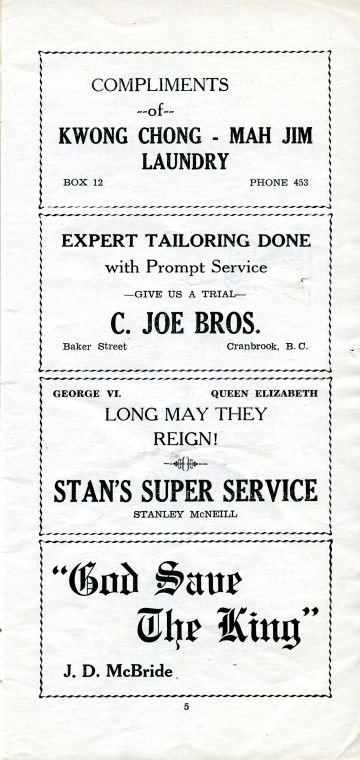 COMPLIMENTS
--of--
KWONG CHONG - MAH JIM
LAUNDRY
BOX 12 PHONE 453
EXPERT TAILORING DONE
with Prompt Service
—GIVE US A TRIAL—
C. JOE BROS.
Baker Street Cranbrook, B. C.
GEORGE VI. QUEEN ELIZABETH
LONG MAY THEY
REIGN!
STAN'S SUPER SERVICE
STANLEY McNEILL
"God Save
The King"
J. D. McBride
5